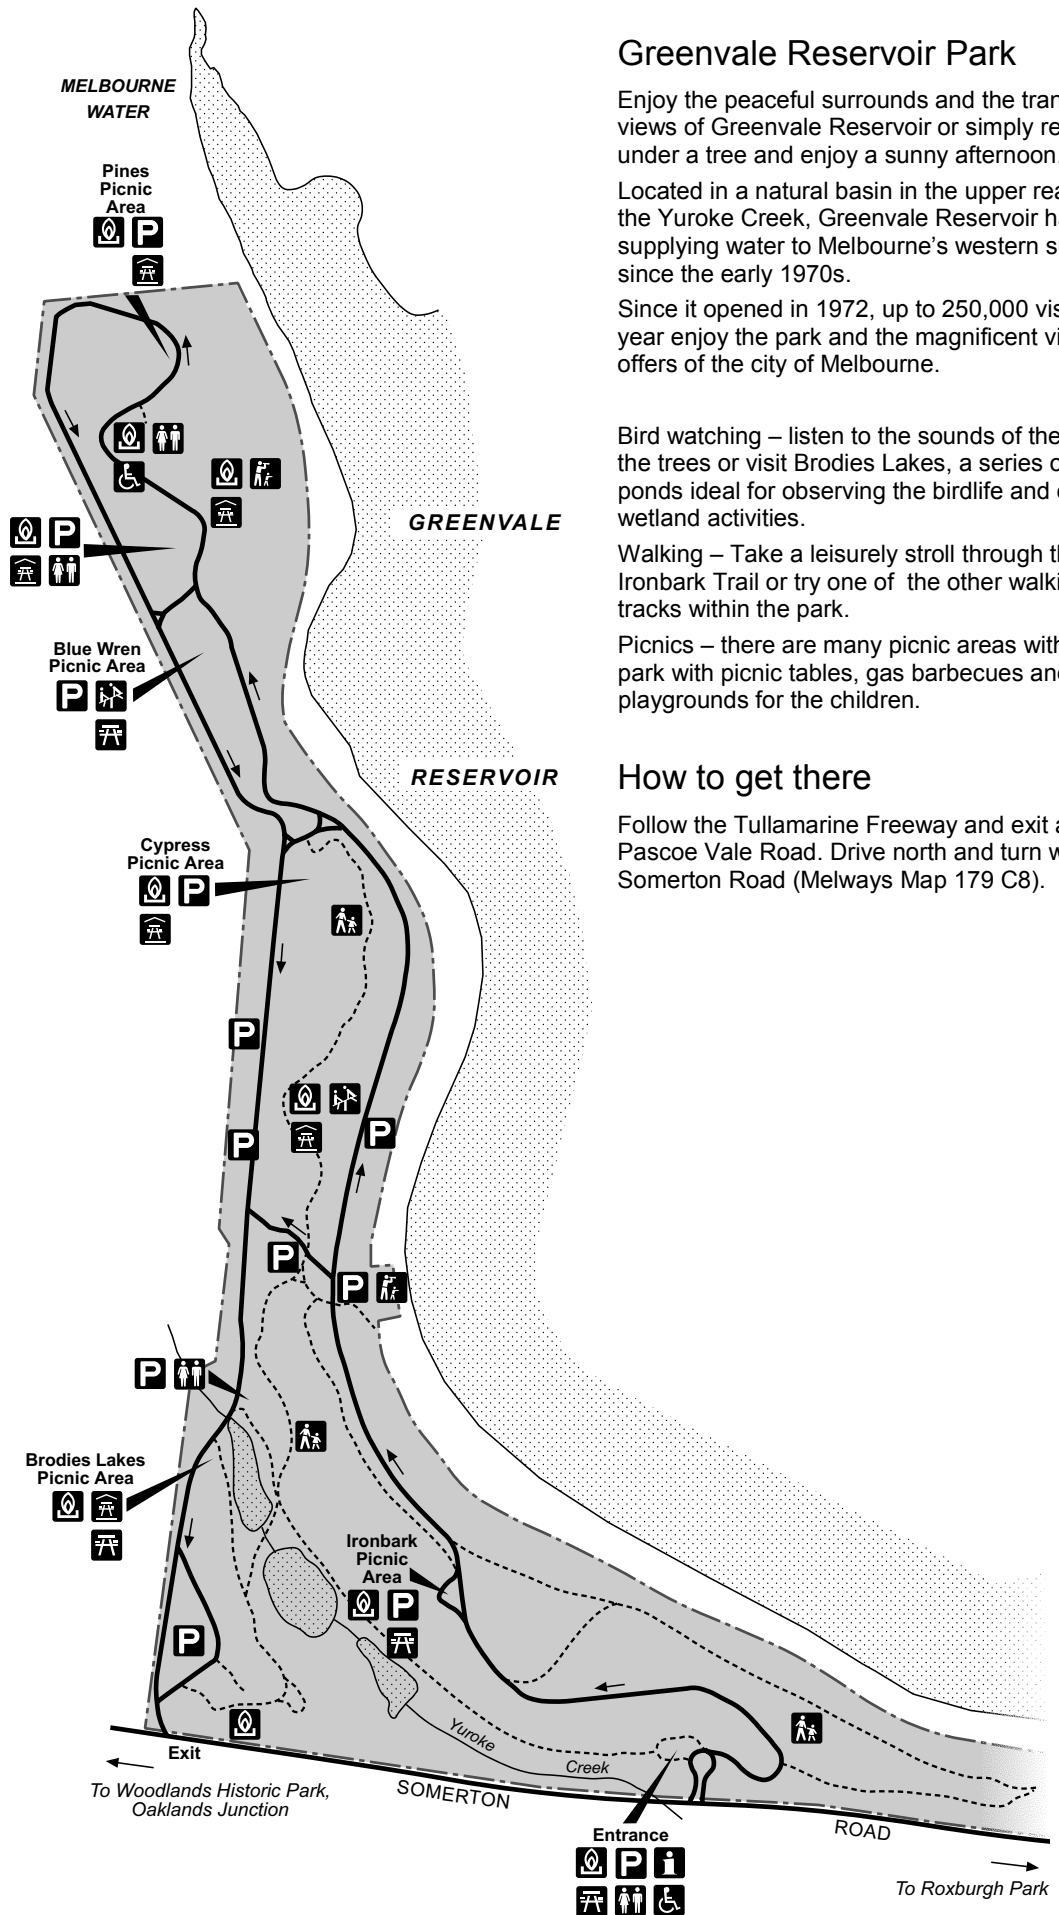 MELBOURNE
WATER
Pines
Picnic
Area
P
P
Blue Wren
Picnic Area
P
GREENVALE
RESERVOIR
Cypress
Picnic Area
P
P
P
P
P
P
P
Brodies Lakes
Picnic Area
Ironbark
Picnic
Area
P
P
Yuroke
Creek
Exit
To Woodlands Historic Park,
Oaklands Junction
SOMERTON
ROAD
Entrance
P i
To Roxburgh Park
Greenvale Reservoir Park
Enjoy the peaceful surrounds and the tran
views of Greenvale Reservoir or simply re
under a tree and enjoy a sunny afternoon.
Located in a natural basin in the upper rea
the Yuroke Creek, Greenvale Reservoir ha
supplying water to Melbourne’s western s
since the early 1970s.
Since it opened in 1972, up to 250,000 vis
year enjoy the park and the magnificent vi
offers of the city of Melbourne.
Bird watching – listen to the sounds of the
the trees or visit Brodies Lakes, a series o
ponds ideal for observing the birdlife and
wetland activities.
Walking – Take a leisurely stroll through th
Ironbark Trail or try one of the other walki
tracks within the park.
Picnics – there are many picnic areas with
park with picnic tables, gas barbecues and
playgrounds for the children.
How to get there
Follow the Tullamarine Freeway and exit a
Pascoe Vale Road. Drive north and turn w
Somerton Road (Melways Map 179 C8).